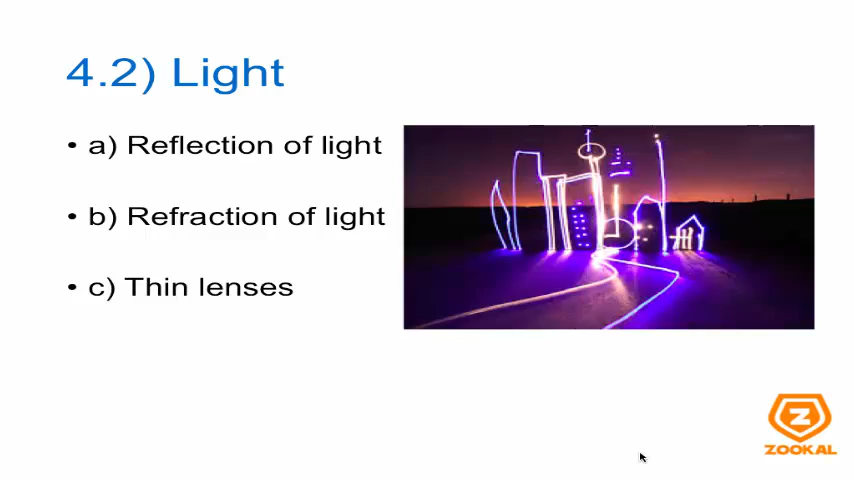 4.2) Light
• a) Reflection of light
• b) Refraction of light
• c) Thin lenses
Z
ZOOKAL